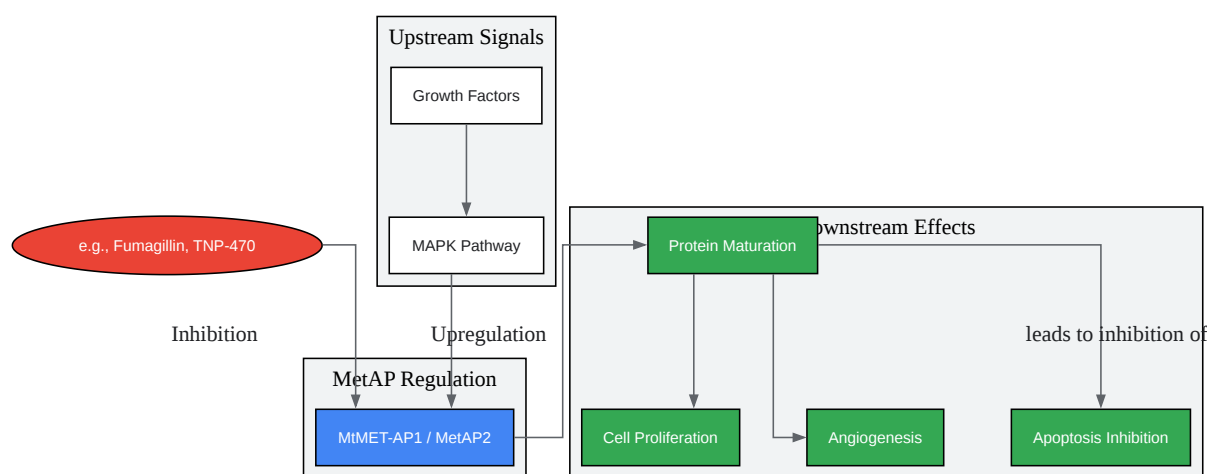 Upstream Signals
Growth Factors
MAPK Pathway
e.g., Fumagillin, TNP-470
Protein Maturation
ownstream Effects
Inhibition
Upregulation
leads to inhibition of
MetAP Regulation
MtMET-AP1 / MetAP2
Cell Proliferation
Angiogenesis
Apoptosis Inhibition